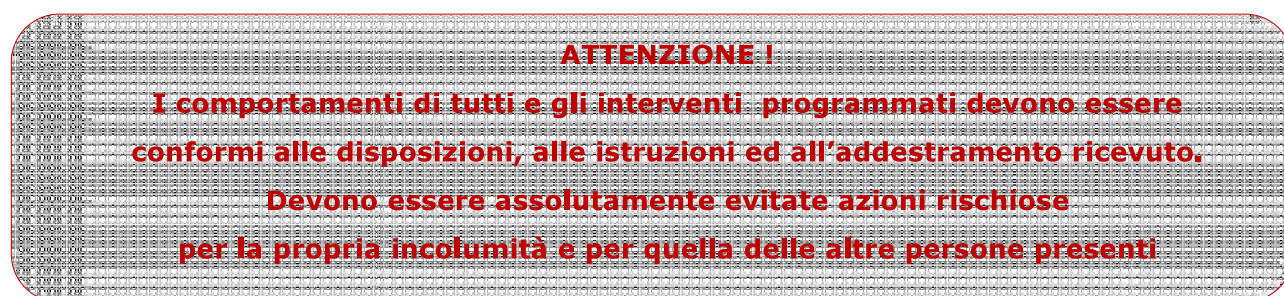 ATTENZIONE !
I comportamenti di tutti e gli interventi programmati devono essere
conformi alle disposizioni, alle istruzioni ed all’addestramento ricevuto.
Devono essere assolutamente evitate azioni rischiose
per la propria incolumità e per quella delle altre persone presenti